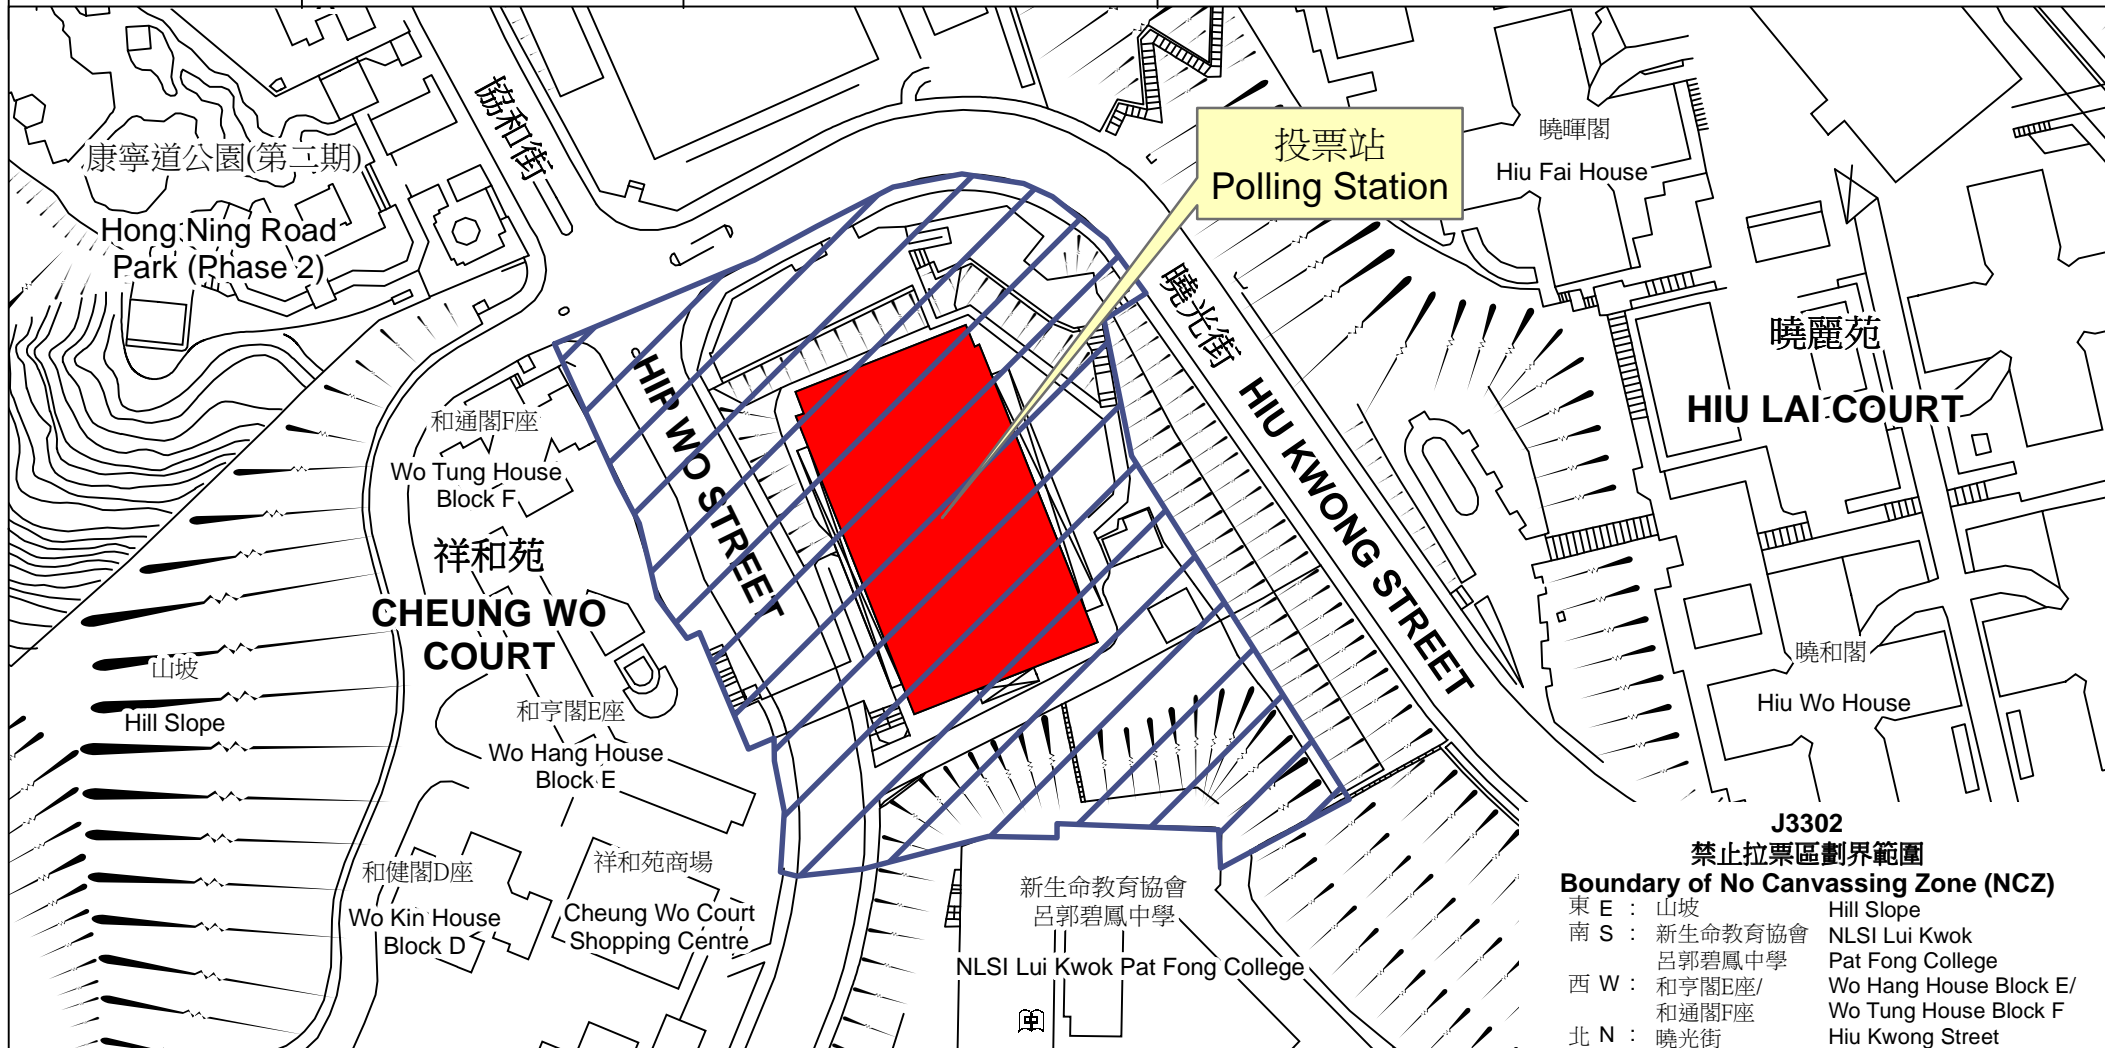 協和街
康寧道公園(第二期)
Hong Ning Road
Park (Phase 2)
投票站
Polling Station
曉暉閣
Hiu Fai House
曉光街
HIU KWONG STREET
曉麗苑
HIU LAI COURT
HIP WO STREET
和通閣F座
Wo Tung House
Block F
祥和苑
CHEUNG WO
COURT
山坡
Hill Slope
和亨閣E座
Wo Hang House
Block E
曉和閣
Hiu Wo House
和健閣D座
Wo Kin House
Block D
祥和苑商場
Cheung Wo Court
Shopping Centre
新生命教育協會
呂郭碧鳳中學
NLSI Lui Kwok Pat Fong College
中
J3302
禁止拉票區劃界範圍
Boundary of No Canvassing Zone (NCZ)
東 E : 山坡 Hill Slope
南 S : 新生命教育協會 NLSI Lui Kwok
呂郭碧鳳中學 Pat Fong College
西 W : 和亨閣E座/ Wo Hang House Block E/
和通閣F座 Wo Tung House Block F
北 N : 曉光街 Hiu Kwong Street